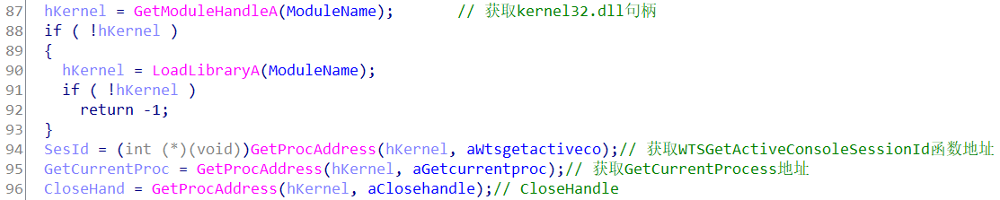 87 hKernel = GetModuleHandleA(ModuleName); // 获取kernel32.dll句柄
88 if ( !hKernel )
89 {
90 hKernel = LoadLibraryA(ModuleName);
91 if ( !hKernel )
92 return -1;
93 }
94 SesId = (int (*)(void))GetProcAddress(hKernel, aWtsgetactiveco);// 获取WTSGetActiveConsoleSessionId函数地址
95 GetCurrentProc = GetProcAddress(hKernel, aGetcurrentproc);// 获取GetCurrentProcess地址
96 CloseHand = GetProcAddress(hKernel, aClosehandle);// CloseHandle